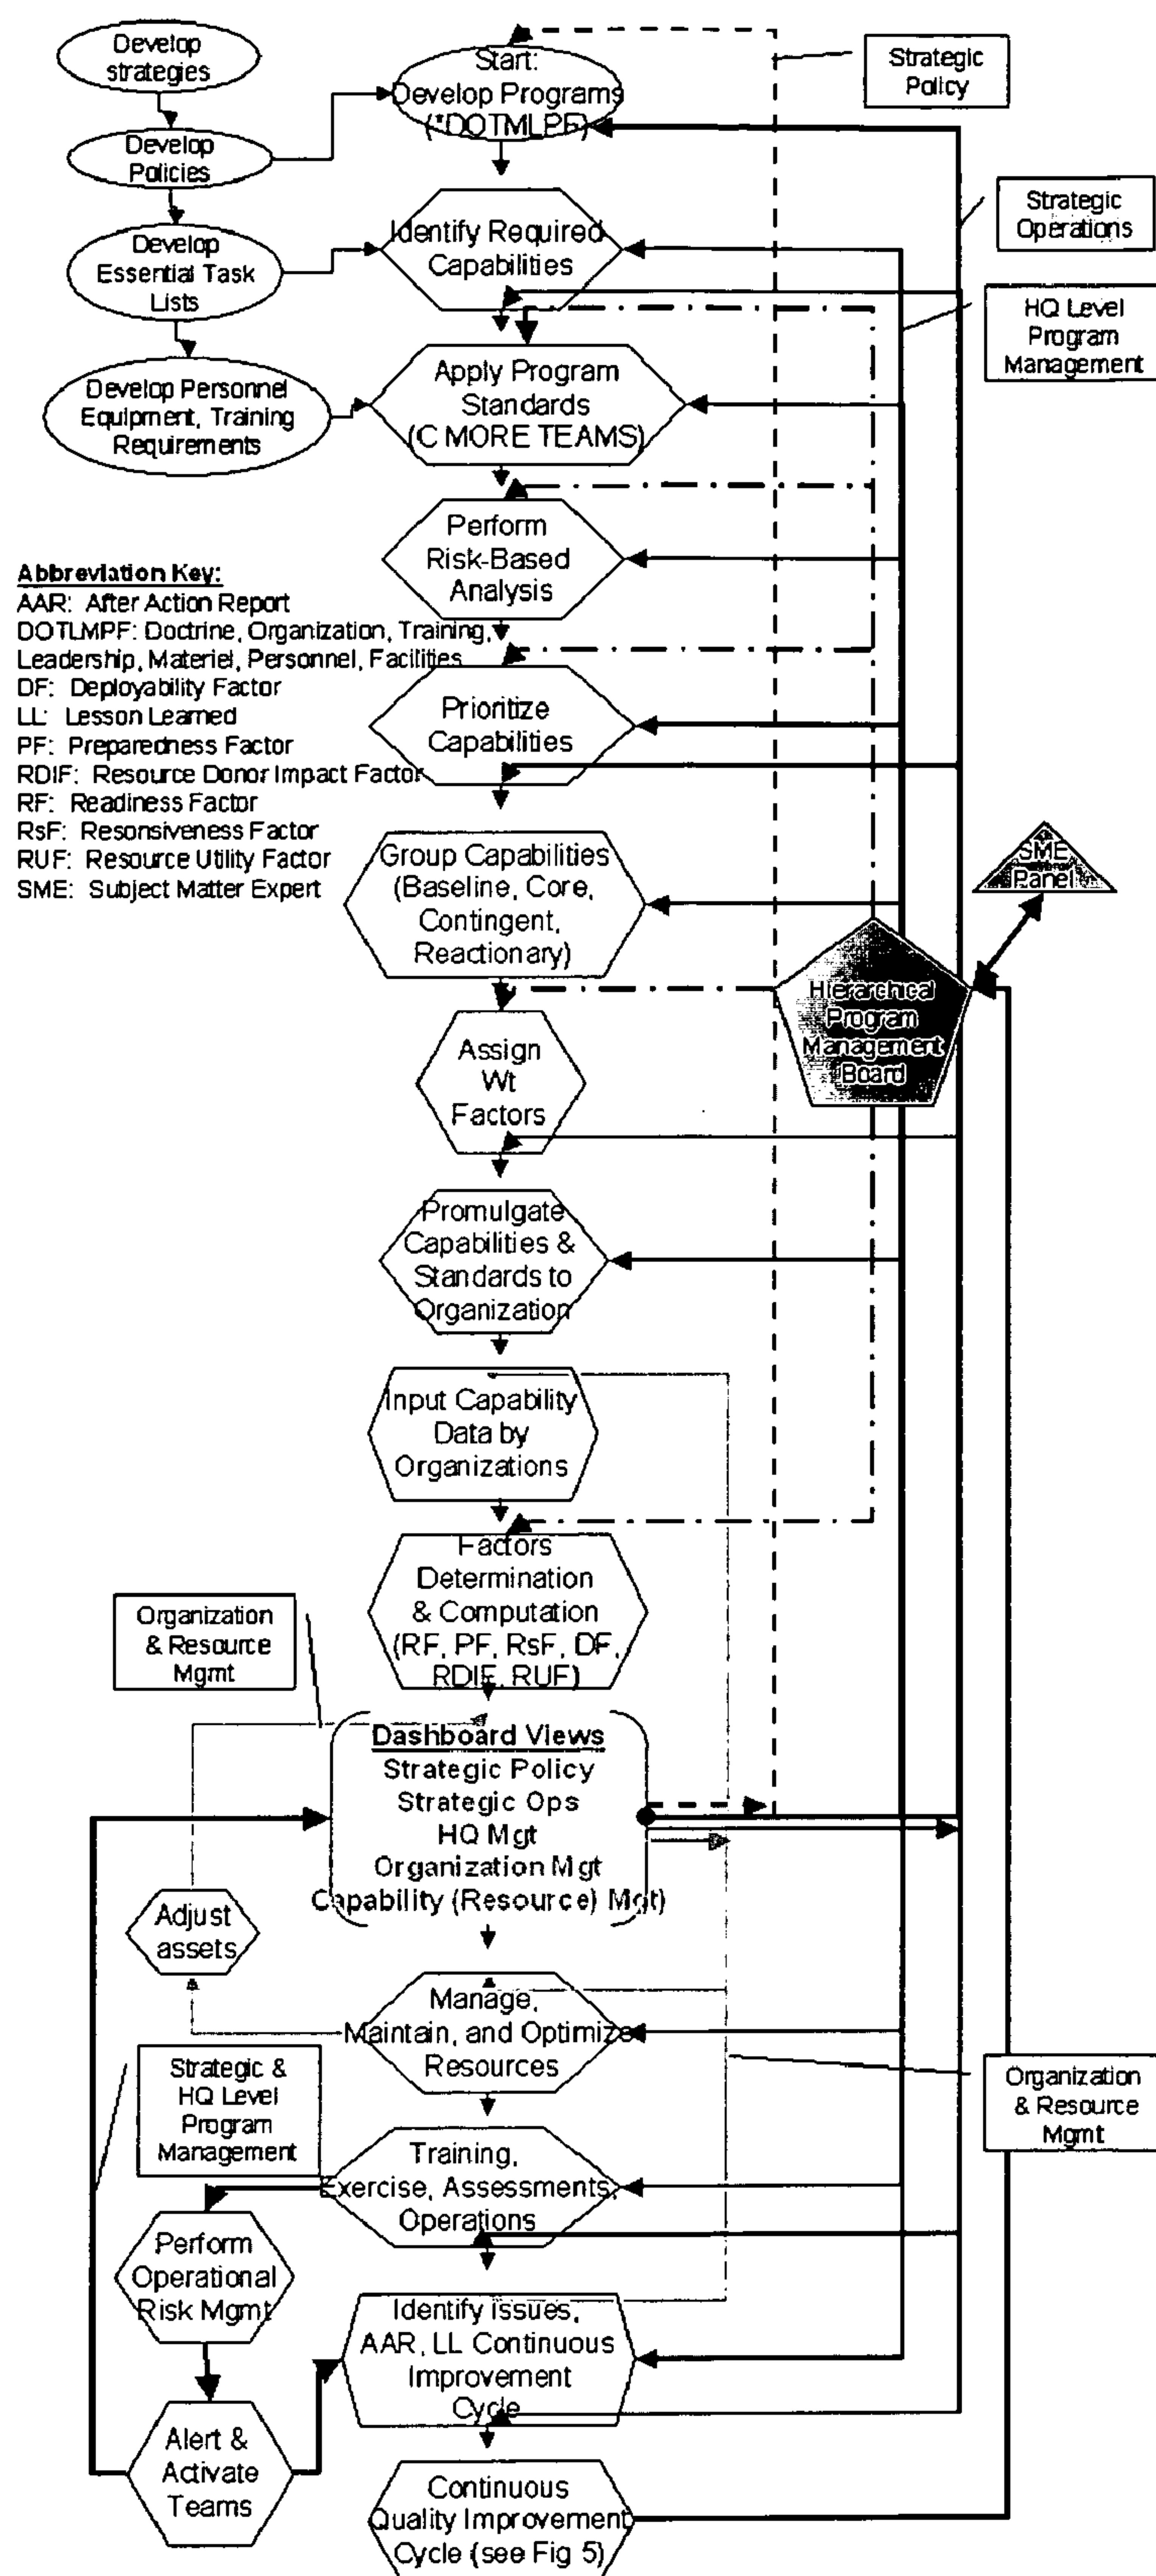 Develop
strategies
Start:
Develop Programs
(*DOTMLPF)
Strategic
Policy
Develop
Policies
Strategic
Operations
Identify Required
Capabilities
Develop
Essential Task
Lists
HQ Level
Program
Management
Apply Program
Standards
(C MORE TEAMS)
Develop Personnel
Equipment, Training
Requirements
Perform
Risk-Based
Analysis
Abbreviation Key:
AAR: After Action Report
DOTLMPF: Doctrine, Organization, Training,
Leadership, Materiel, Personnel, Facilities
DF: Deployability Factor
LL: Lesson Learned
PF: Preparedness Factor
RDIF: Resource Donor Impact Factor
RF: Readiness Factor
RsF: Resonsiveness Factor
RUF: Resource Utility Factor
SME: Subject Matter Expert
Prioritize
Capabilities
Group Capabilities
(Baseline, Core,
Contingent,
Reactionary)
SME
Panel
Hierarchical
Program
Management
Board
Assign
Wt
Factors
Promulgate
Capabilities &
Standards to
Organization
Input Capability
Data by
Organizations
Factors
Determination
& Computation
(RF, PF, RsF, DF,
RDIF, RUF)
Organization
& Resource
Mgmt
Dashboard Views
Strategic Policy
Strategic Ops
HQ Mgt
Organization Mgt
Capability (Resource) Mgt)
Adjust
assets
Manage,
Maintain, and Optimize
Resources
Strategic &
HQ Level
Program
Management
Organization
& Resource
Mgmt
Training,
Exercise, Assessments,
Operations
Perform
Operational
Risk Mgmt
Identify issues,
AAR, LL Continuous
Improvement
Cycle
Alert &
Activate
Teams
Continuous
Quality Improvement
Cycle (see Fig 5)